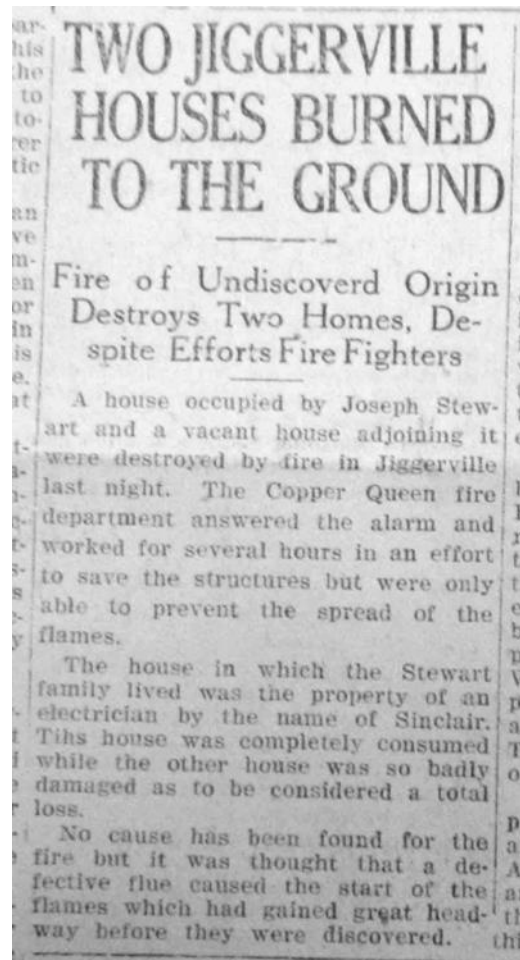 TWO JIGGERVILLE
HOUSES BURNED
TO THE GROUND
Fire of Undiscoverd Origin
Destroys Two Homes, De-
spite Efforts Fire Fighters
A house occupied by Joseph Stew-
art and a vacant house adjoining it
were destroyed by fire in Jiggerville
last night. The Copper Queen fire
department answered the alarm and
worked for several hours in an effort
to save the structures but were only
able to prevent the spread of the
flames.
The house in which the Stewart
family lived was the property of an
electrician by the name of Sinclair.
Tihs house was completely consumed
while the other house was so badly
damaged as to be considered a total
loss.
No cause has been found for the
fire but it was thought that a de-
fective flue caused the start of the
flames which had gained great head-
way before they were discovered.